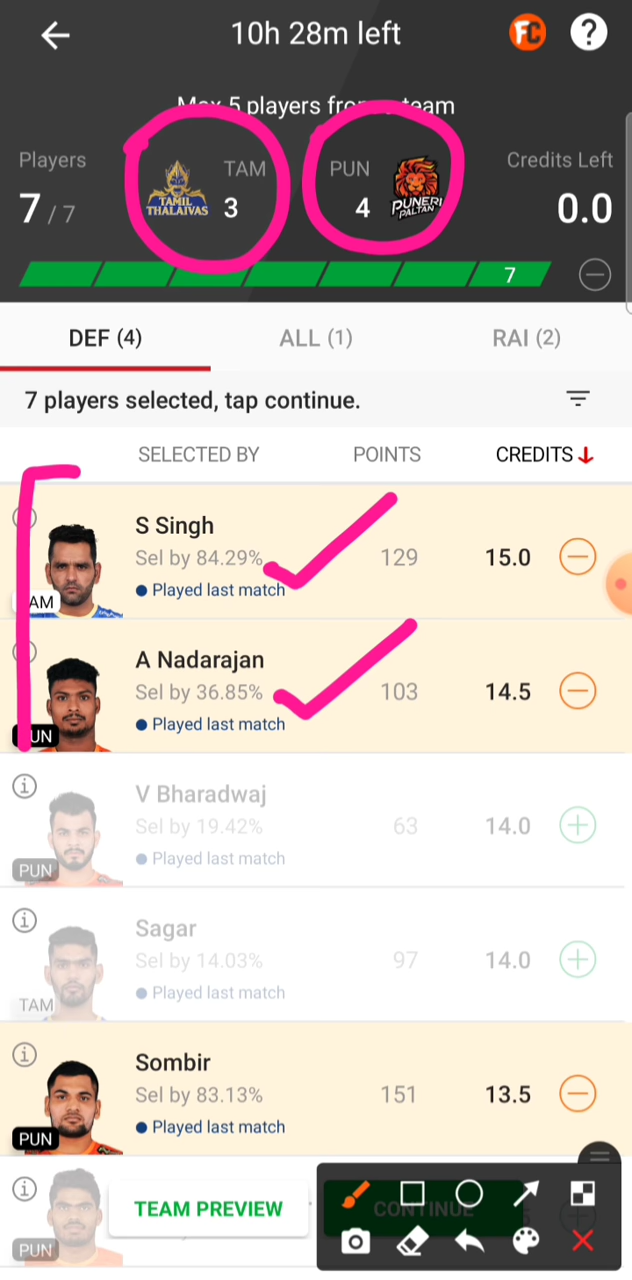 10h 28m left
FC
?
Max 5 players from a team
Players
TAM
PUN
Credits Left
7 / 7
TAMIL THALAIVAS
3
4
PUNERI PALTAN
0.0
7
DEF (4)
ALL (1)
RAI (2)
7 players selected, tap continue.
SELECTED BY
POINTS
CREDITS
S Singh
Sel by 84.29%
129
15.0
Played last match
AM
A Nadarajan
Sel by 36.85%
103
14.5
Played last match
UN
V Bharadwaj
Sel by 19.42%
63
14.0
Played last match
PUN
Sagar
Sel by 14.03%
97
14.0
Played last match
TAM
Sombir
Sel by 83.13%
151
13.5
Played last match
PUN
TEAM PREVIEW
CONTINUE
PUN